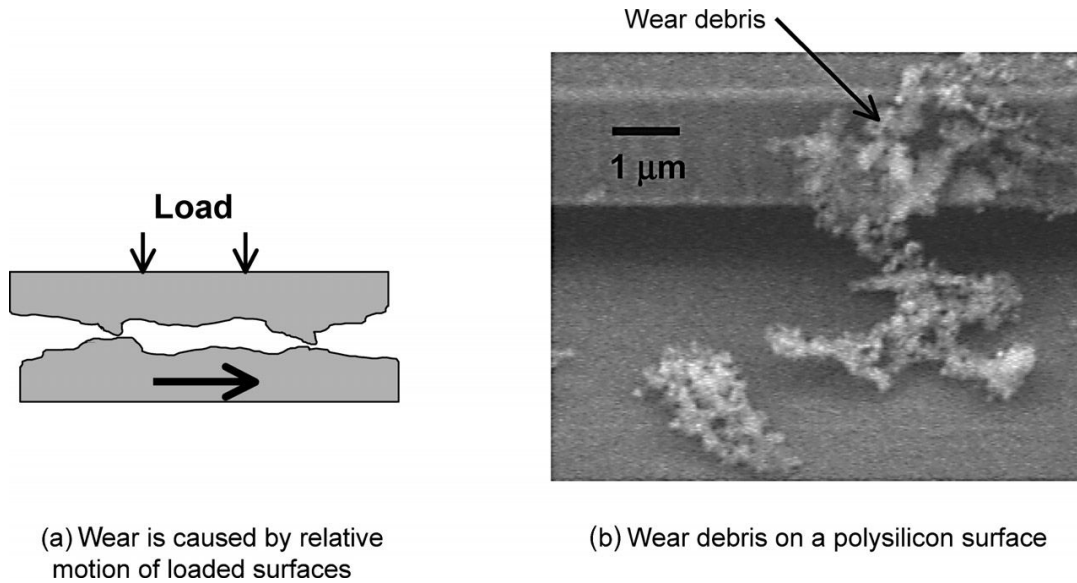 Wear debris
1 μm
Load
(a) Wear is caused by relative
motion of loaded surfaces
(b) Wear debris on a polysilicon surface